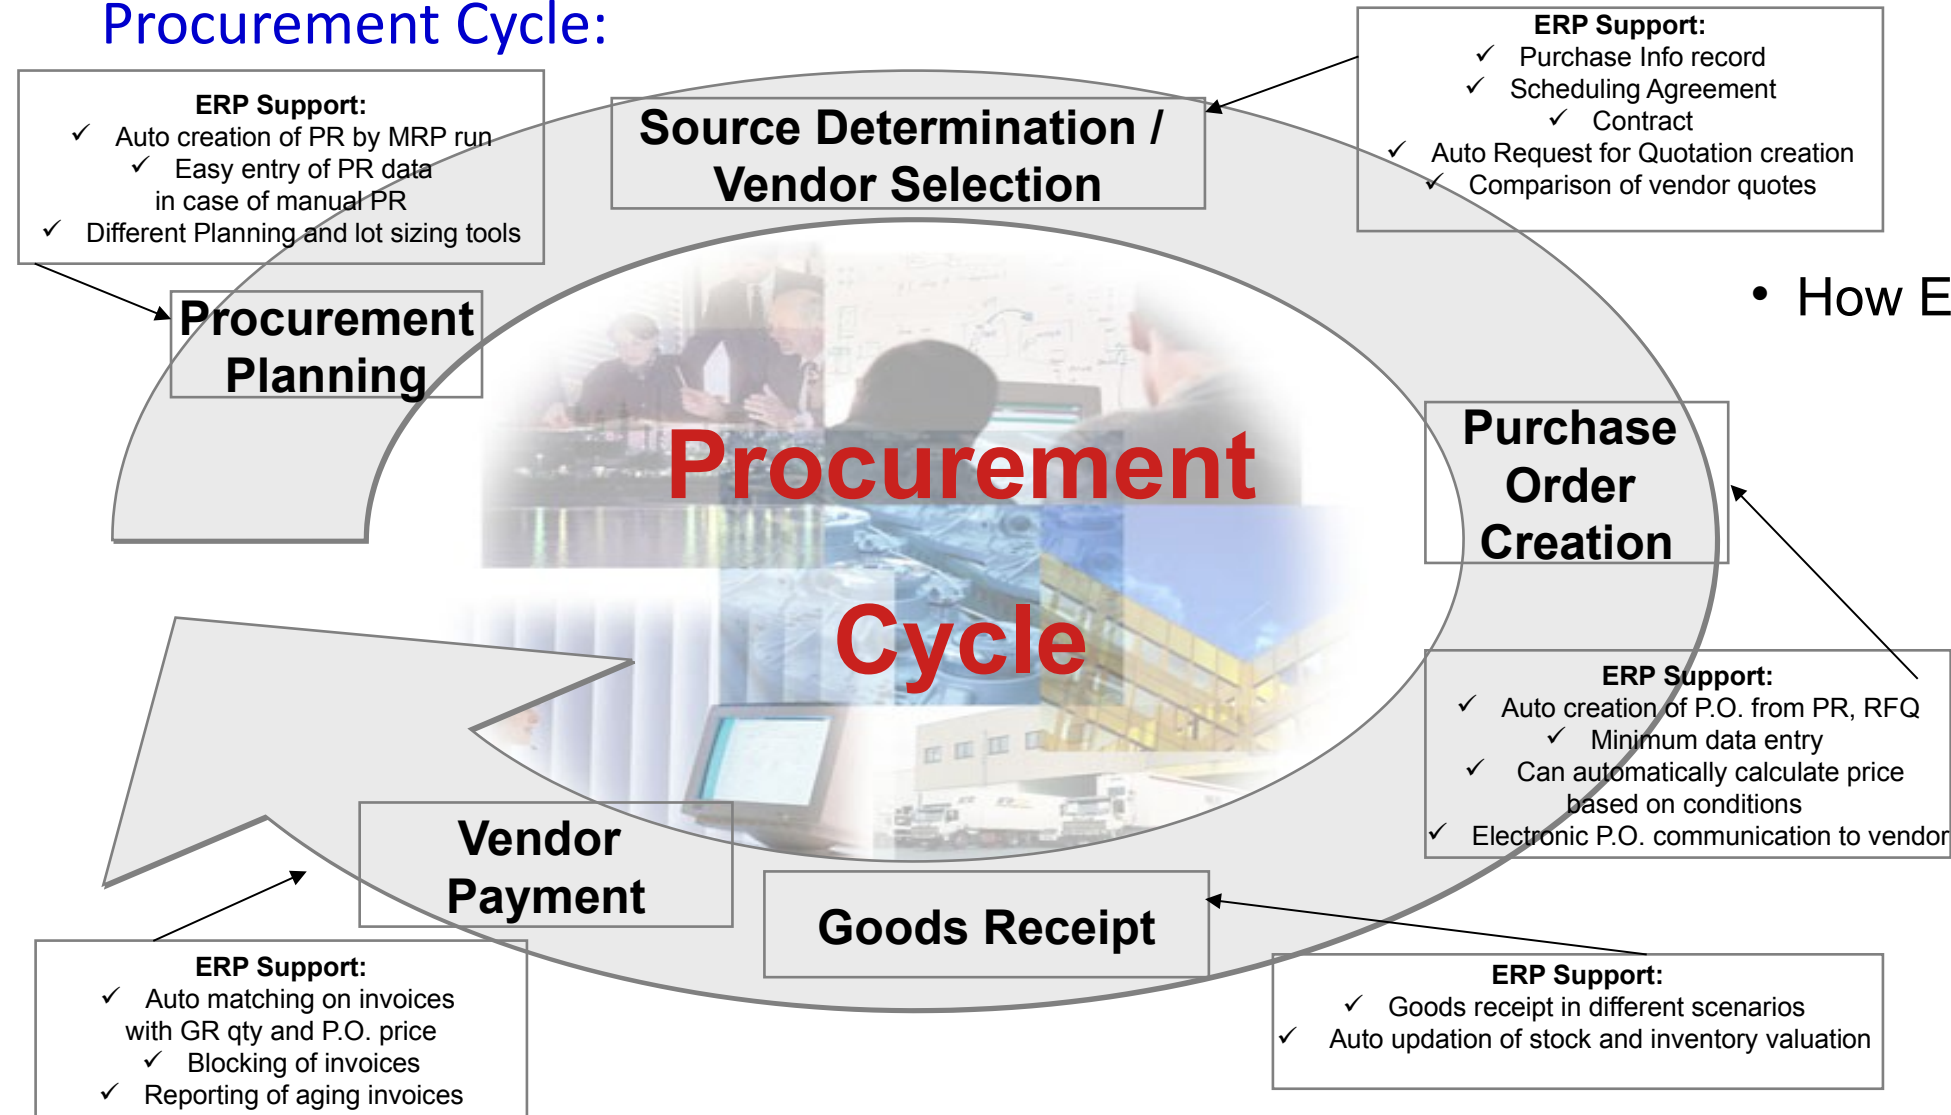 Procurement Cycle:
ERP Support:
✓ Auto creation of PR by MRP run
✓ Easy entry of PR data
in case of manual PR
✓ Different Planning and lot sizing tools
Procurement
Planning
Source Determination /
Vendor Selection
ERP Support:
✓ Purchase Info record
✓ Scheduling Agreement
✓ Contract
✓ Auto Request for Quotation creation
✓ Comparison of vendor quotes
• How E
Procurement
Cycle
Purchase
Order
Creation
ERP Support:
✓ Auto creation of P.O. from PR, RFQ
✓ Minimum data entry
✓ Can automatically calculate price
based on conditions
✓ Electronic P.O. communication to vendor
Goods Receipt
ERP Support:
✓ Goods receipt in different scenarios
✓ Auto updation of stock and inventory valuation
Vendor
Payment
ERP Support:
✓ Auto matching on invoices
with GR qty and P.O. price
✓ Blocking of invoices
✓ Reporting of aging invoices